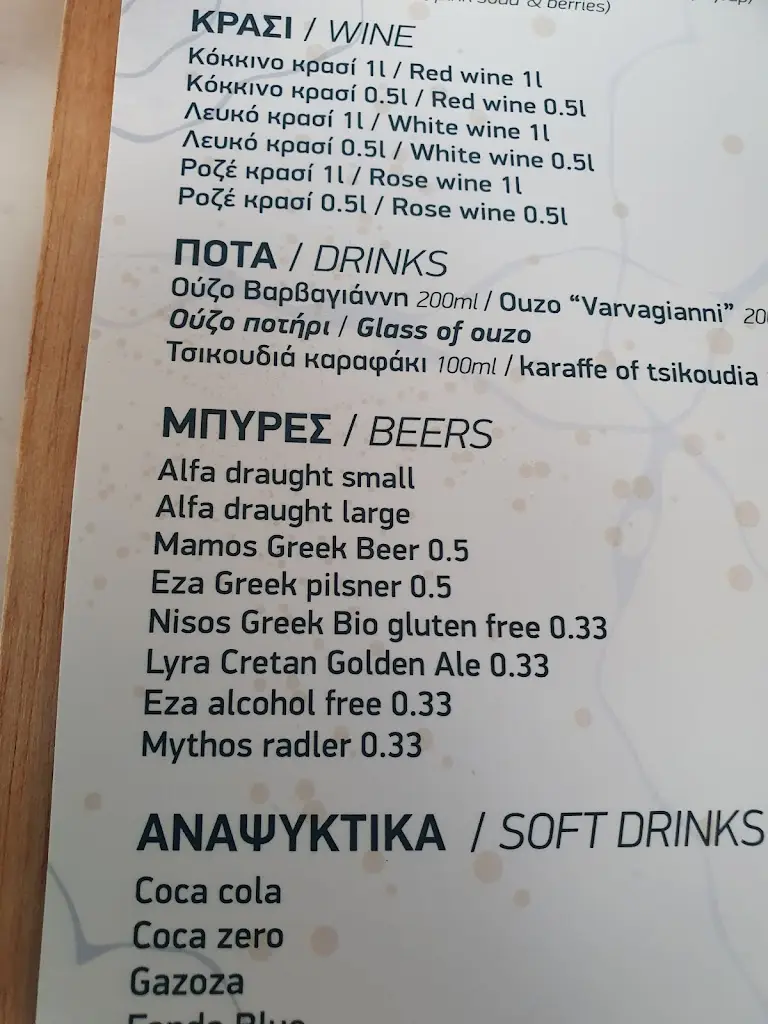 & berries)
ΚΡΑΣΙ / WINE
Κόκκινο κρασί 1l / Red wine 1l
Κόκκινο κρασί 0.5l / Red wine 0.5l
Λευκό κρασί 1l / White wine 1l
Λευκό κρασί 0.5l / White wine 0.5l
Ροζέ κρασί 1l / Rose wine 1l
Ροζέ κρασί 0.5l / Rose wine 0.5l
ΠΟΤΑ / DRINKS
Ούζο Βαρβαγιάννη 200ml / Ouzo “Varvagianni”
Ούζο ποτήρι / Glass of ouzo
Τσικουδιά καραφάκι 100ml / karaffe of tsikoudia
ΜΠΥΡΕΣ / BEERS
Alfa draught small
Alfa draught large
Mamos Greek Beer 0.5
Eza Greek pilsner 0.5
Nisos Greek Bio gluten free 0.33
Lyra Cretan Golden Ale 0.33
Eza alcohol free 0.33
Mythos radler 0.33
ΑΝΑΨΥΚΤΙΚΑ / SOFT DRINKS
Coca cola
Coca zero
Gazoza